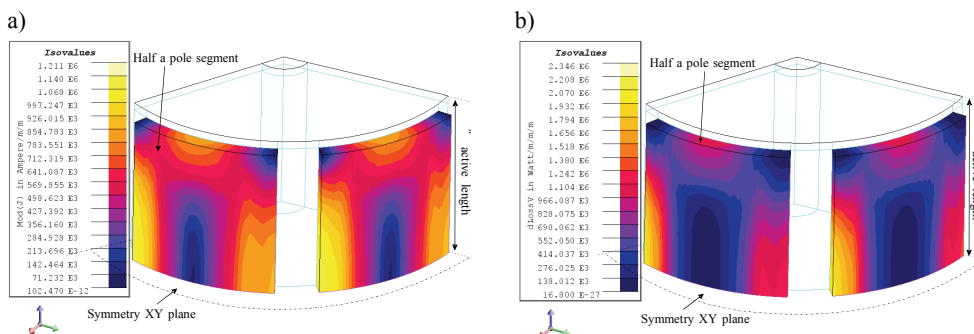 a)
Isovalues
1.211 E6
1.140 E6
1.068 E6
997.247 E3
926.015 E3
854.783 E3
783.551 E3
712.319 E3
641.087 E3
569.855 E3
498.623 E3
427.392 E3
356.160 E3
284.928 E3
213.696 E3
142.464 E3
71.232 E3
102.470 E-12
Mod(J) in Ampere/m/m
Half a pole segment
active length
Symmetry XY plane
b)
Isovalues
2.346 E6
2.208 E6
2.070 E6
1.932 E6
1.794 E6
1.656 E6
1.518 E6
1.380 E6
1.242 E6
1.104 E6
966.087 E3
828.075 E3
690.062 E3
552.050 E3
414.037 E3
276.025 E3
138.012 E3
16.800 E-27
dLossV in Watt/m/m
Half a pole segment
Symmetry XY plane